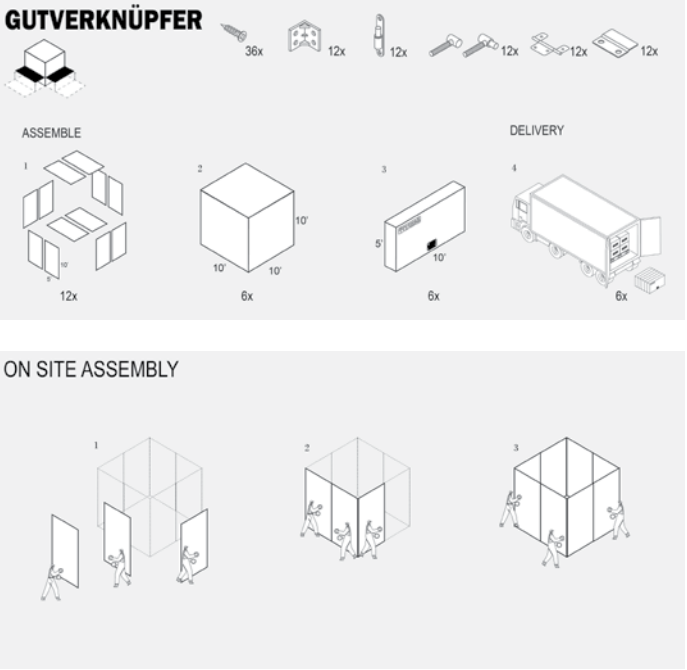 GUTVERKNÜPFER
36x
12x
12x
12x
12x
12x
ASSEMBLE
DELIVERY
1
2
3
4
10'
5'
12x
10'
10'
10'
6x
5'
10'
6x
6x
ON SITE ASSEMBLY
1
2
3